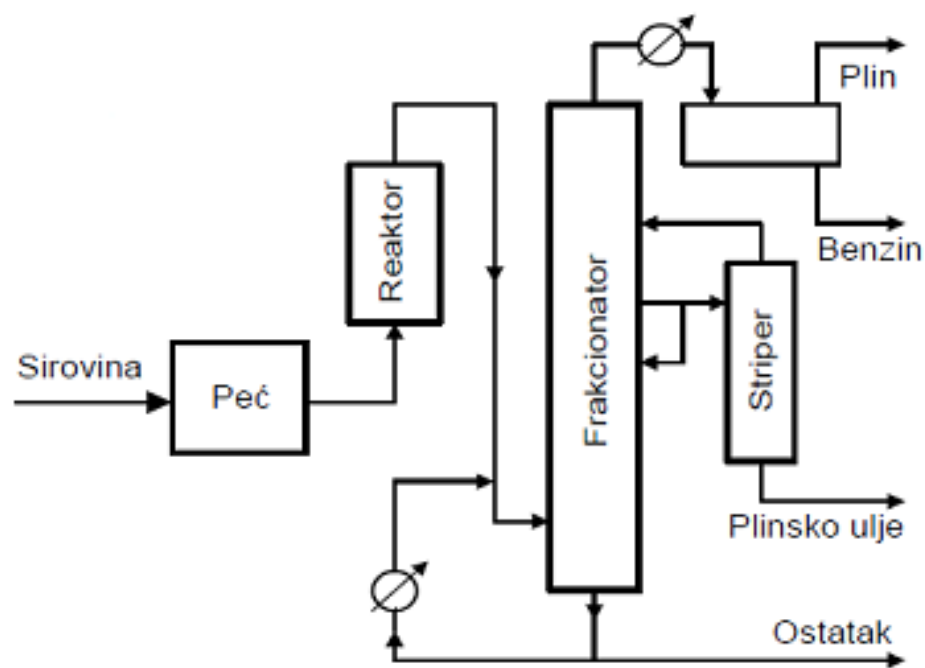 Plin
Benzin
Reaktor
Frakcionator
Striper
Sirovina
Peć
Plinsko ulje
Ostatak